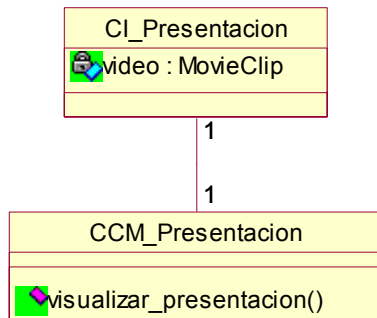 CI_Presentacion
video : MovieClip
1
1
CCM_Presentacion
visualizar_presentacion()